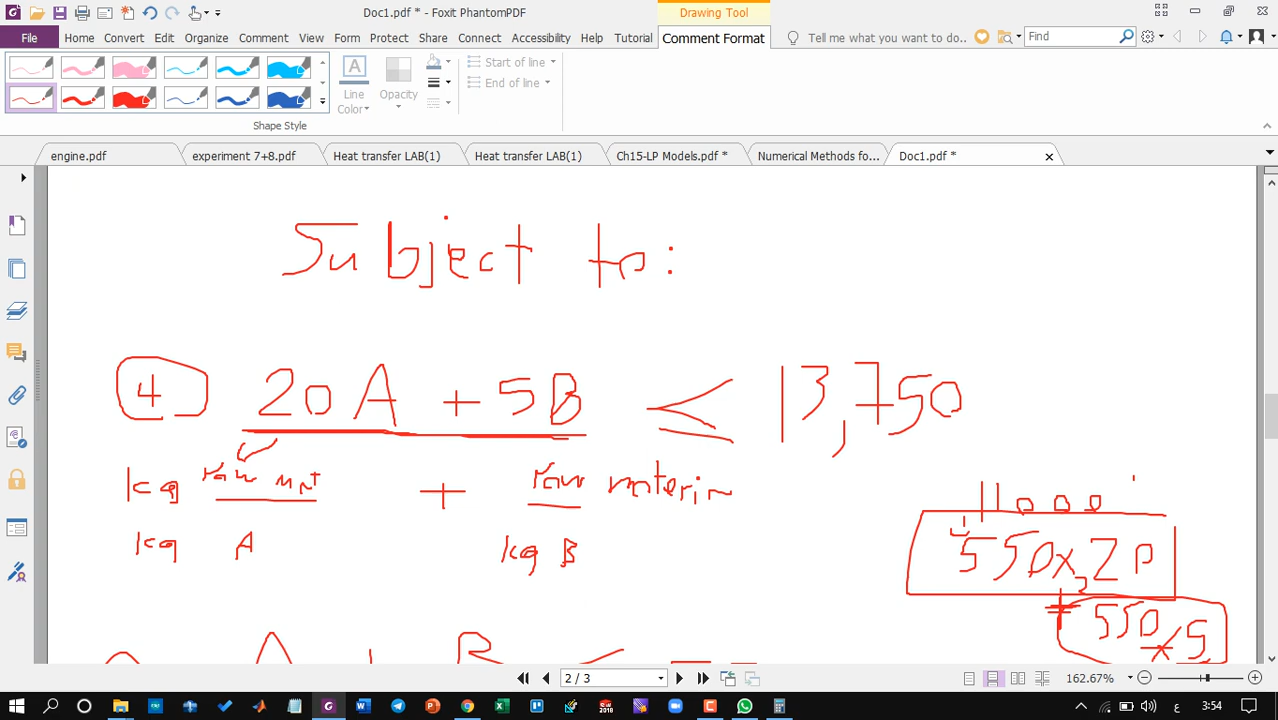 Doc1.pdf * - Foxit PhantomPDF
Drawing Tool
File Home Convert Edit Organize Comment View Form Protect Share Connect Accessibility Help Tutorial Comment Format Tell me what you want to do.. Find
Line Color
Opacity
Start of line
End of line
Shape Style
engine.pdf experiment 7+8.pdf Heat transfer LAB(1) Heat transfer LAB(1) Ch15-LP Models.pdf * Numerical Methods fo... Doc1.pdf *
Subject to:
4 20A + 5B ≤ 13,750
kg raw mat + raw
kg A kg B
11000
550x20
+
550x5
A + B ≤
2 / 3 162.67%
3:54